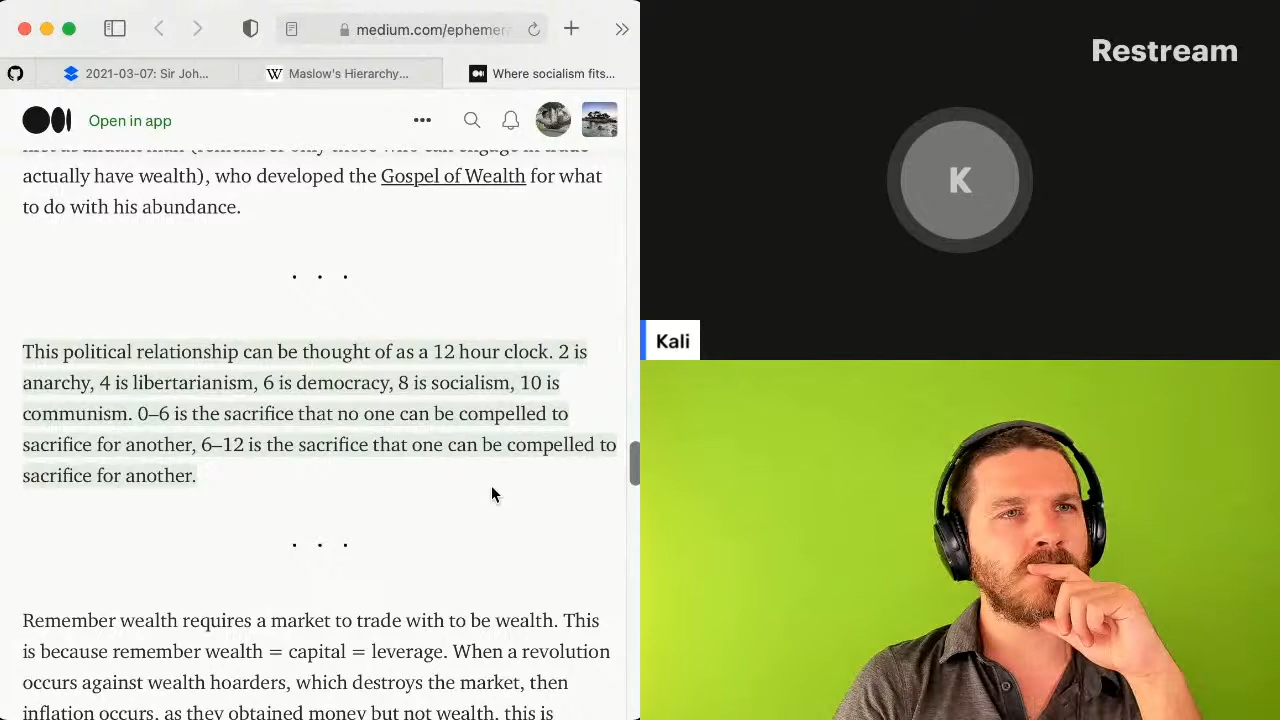 medium.com/ephemer
2021-03-07: Sir Joh...
W Maslow's Hierarchy...
Where socialism fits...
Open in app
actually have wealth), who developed the Gospel of Wealth for what
to do with his abundance.
This political relationship can be thought of as a 12 hour clock. 2 is
anarchy, 4 is libertarianism, 6 is democracy, 8 is socialism, 10 is
communism. 0–6 is the sacrifice that no one can be compelled to
sacrifice for another, 6–12 is the sacrifice that one can be compelled to
sacrifice for another.
Remember wealth requires a market to trade with to be wealth. This
is because remember wealth = capital = leverage. When a revolution
occurs against wealth hoarders, which destroys the market, then
inflation occurs, as they obtained money but not wealth, this is
Restream
K
Kali